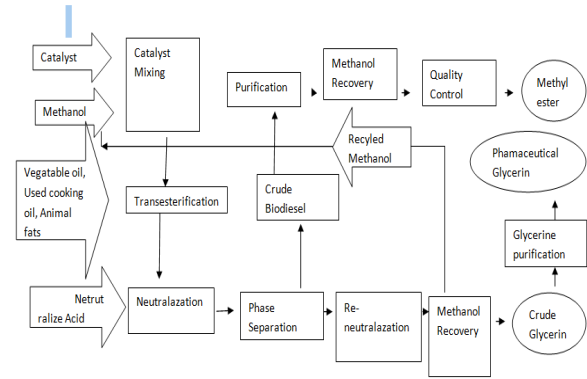 Catalyst
Catalyst
Mixing
Methanol
Vegatable oil,
Used cooking
oil, Animal
fats
Netrut
ralize Acid
Transesterification
Neutralazation
Phase
Separation
Re-
neutralazation
Methanol
Recovery
Crude
Glycerin
Glycerine
purification
Phamaceutical
Glycerin
Recyled
Methanol
Crude
Biodiesel
Purification
Methanol
Recovery
Quality
Control
Methyl
ester